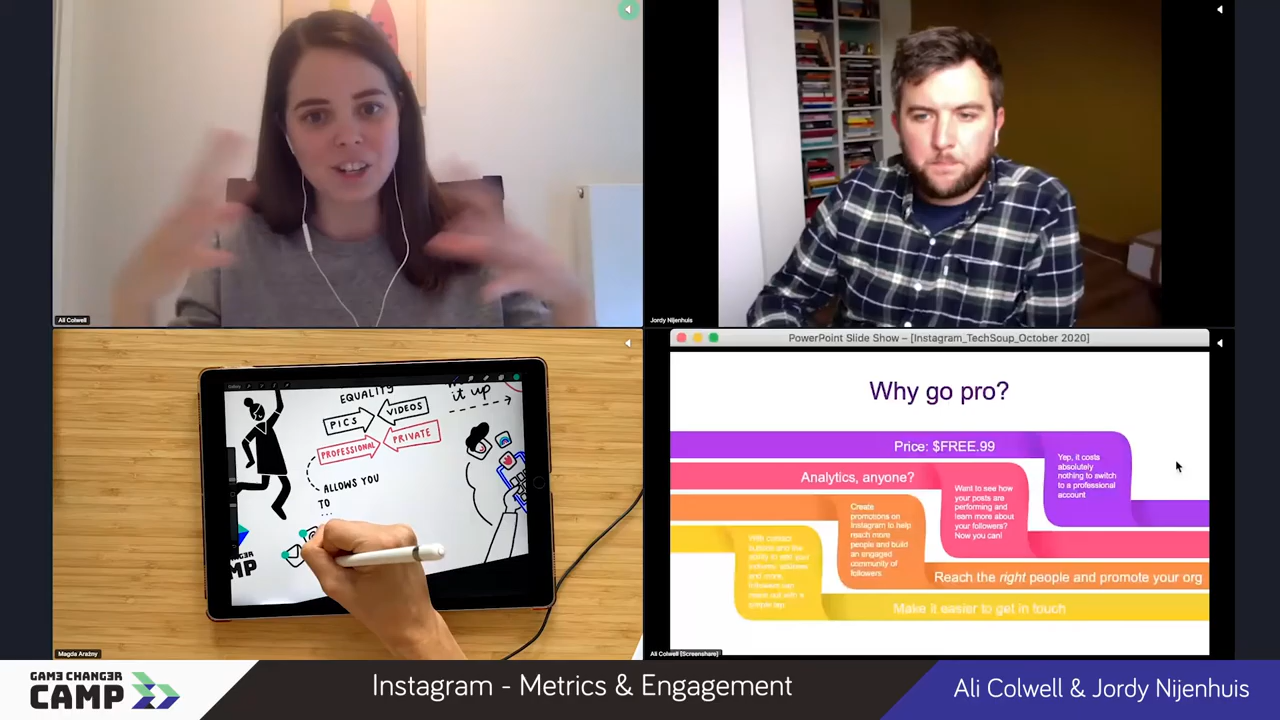 Ali Colwell
Jordy Nijenhuis
EQUALITY
it up
PICS
VIDEOS
PROFESSIONAL
PRIVATE
ALLOWS YOU
TO
...
Magda Arażny
PowerPoint Slide Show – [Instagram_TechSoup_October 2020]
Why go pro?
Price: $FREE.99
Yep, it costs
absolutely
nothing to switch
to a professional
account
Analytics, anyone?
Want to see how
your posts are
performing and
learn more about
your followers?
Now you can!
Create
promotions on
Instagram to help
reach more
people and build
an engaged
community of
followers
Reach the right people and promote your org
With contact
Make it easier to get in touch
Ali Colwell (Screenshare)
GAME CHANGER
CAMP
Instagram - Metrics & Engagement
Ali Colwell & Jordy Nijenhuis